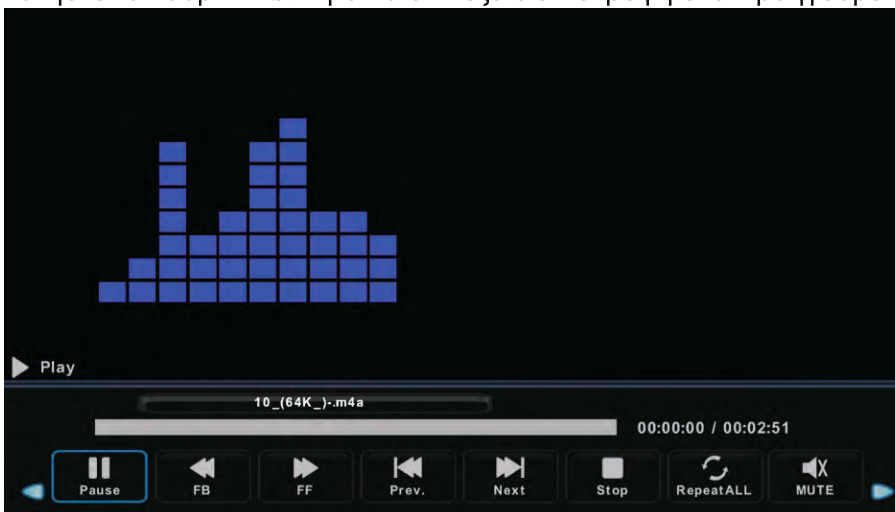 Play
10_(64K_)-.m4a
00:00:00 / 00:02:51
Pause FB FF Prev. Next Stop RepeatALL MUTE